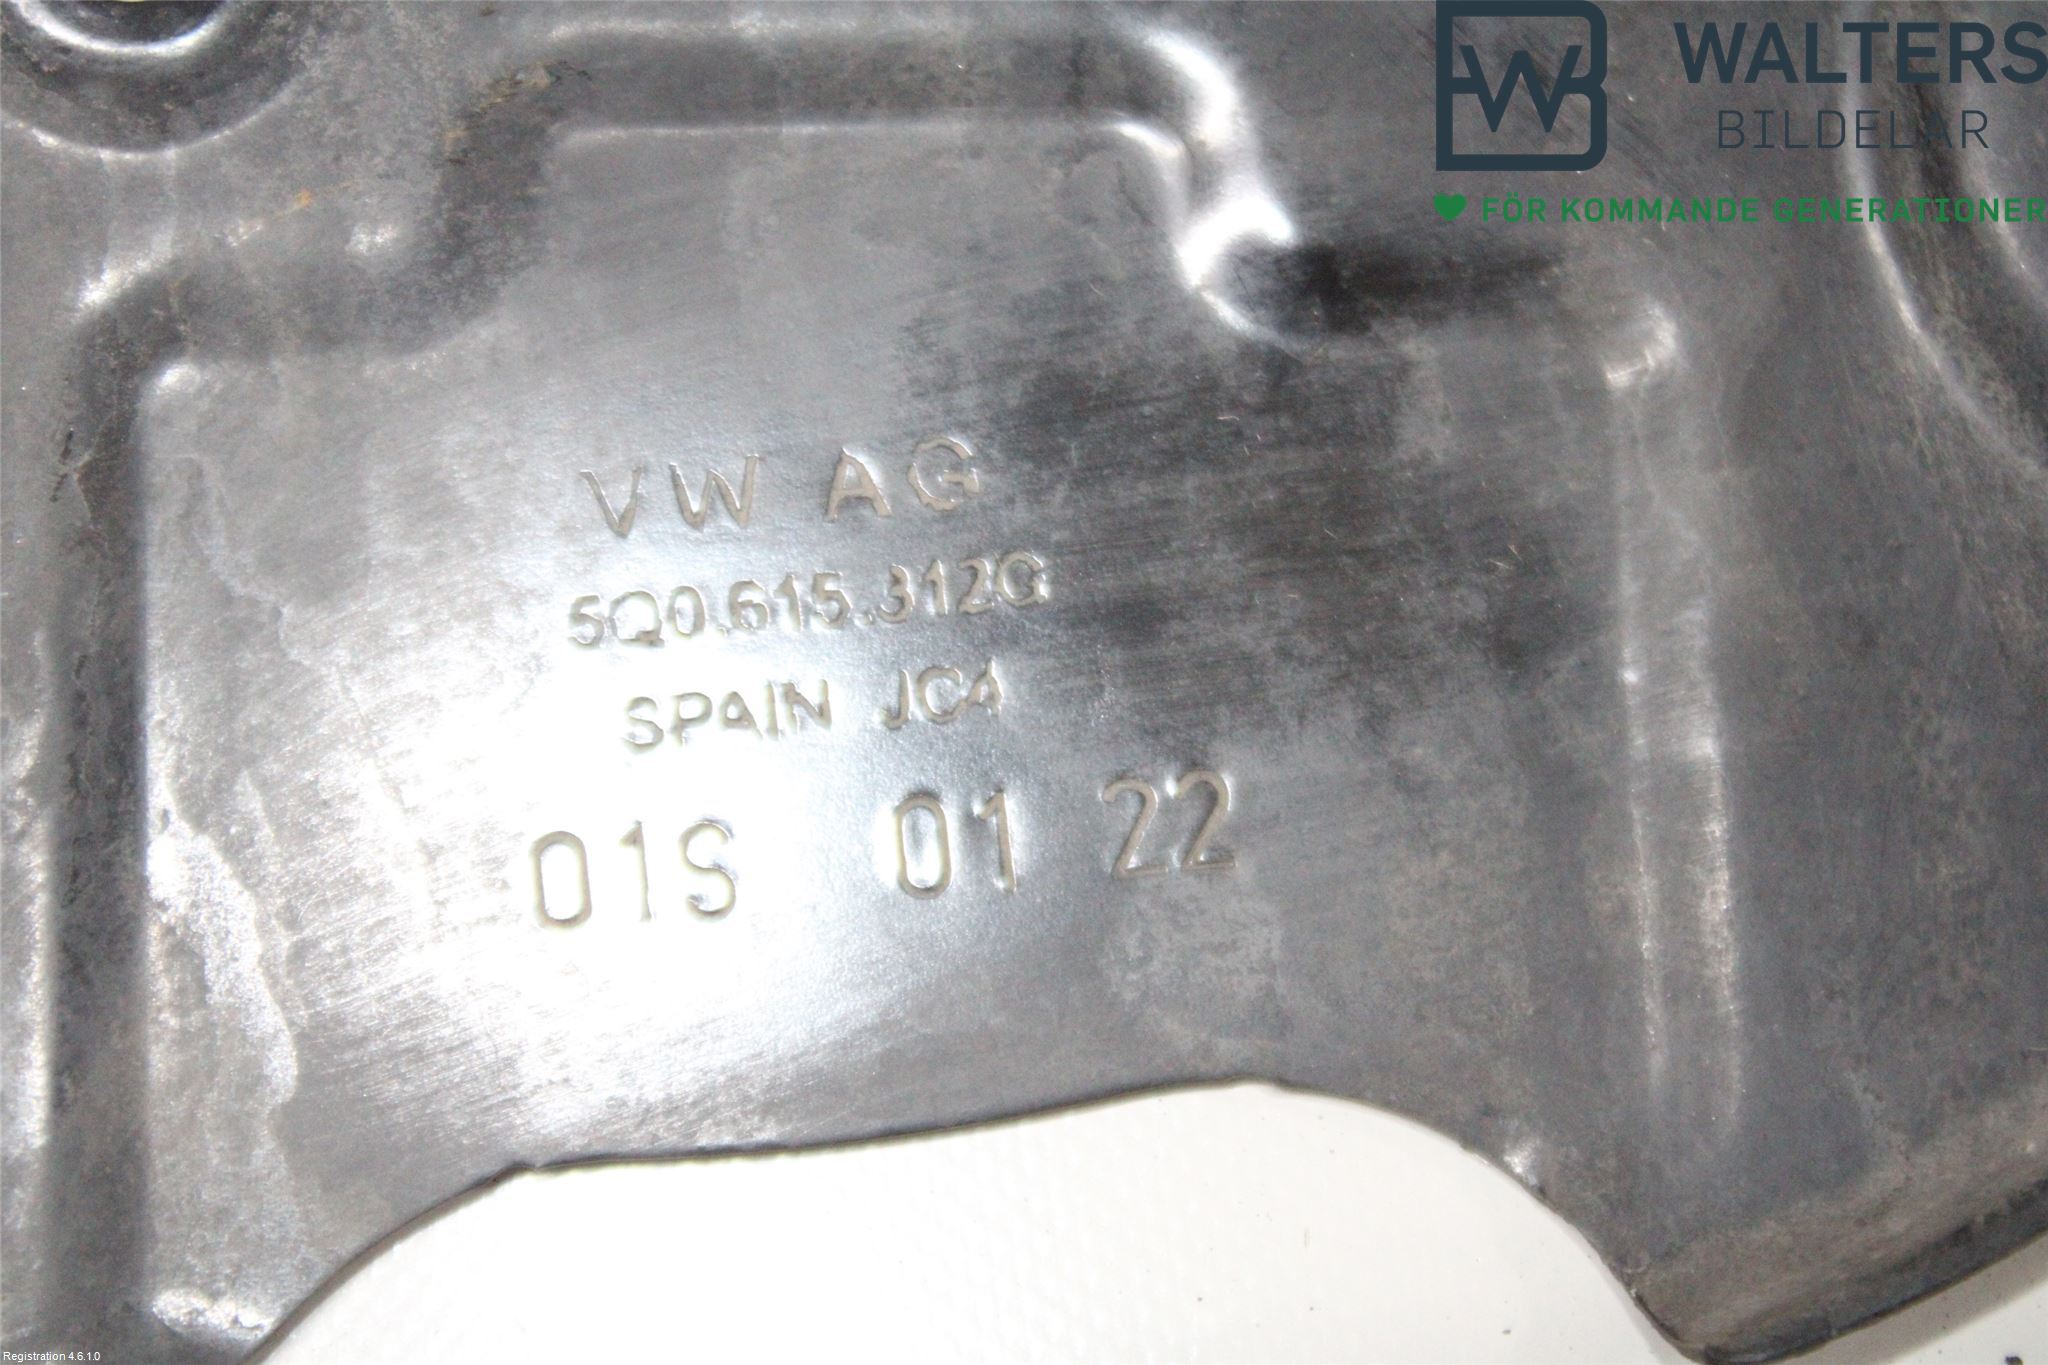 WALTERS
BILDELAR
FÖR KOMMANDE GENERATIONER
VW AG
5Q0.615.312G
SPAIN JC4
01S 01 22
Registration 4.6.1.0